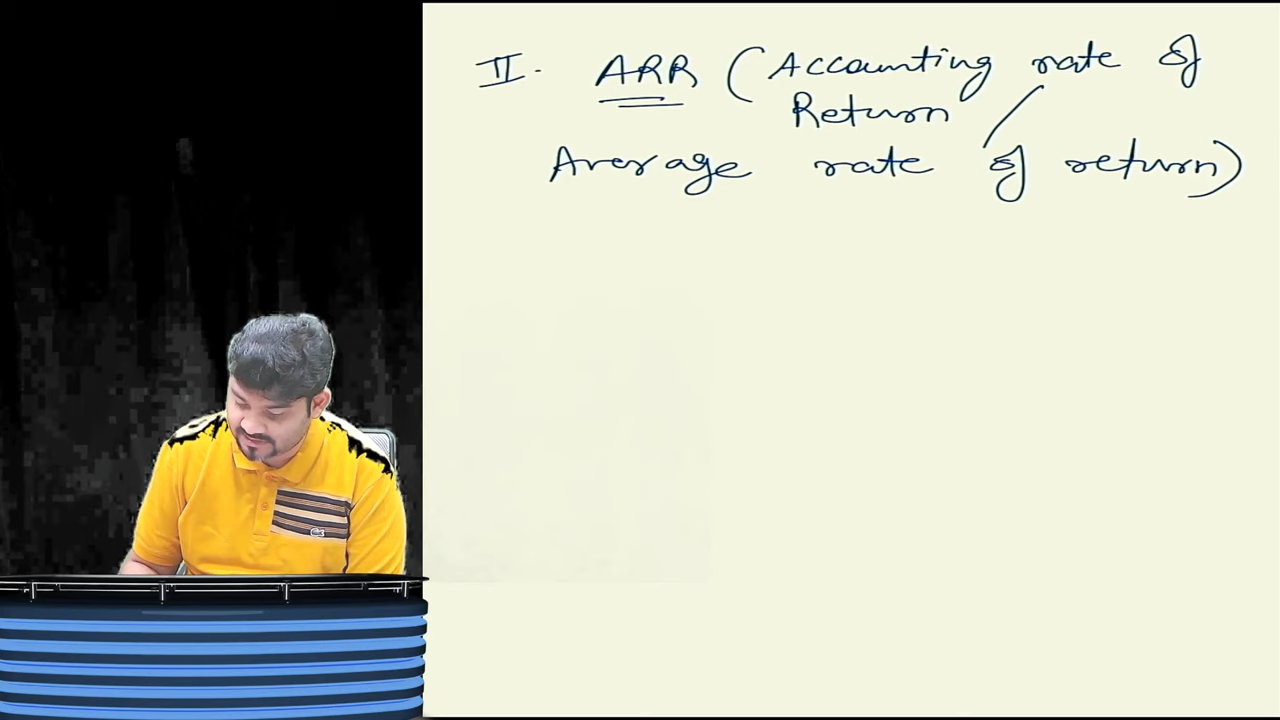 II. ARR (Accounting rate of
Return /
Average rate of return)